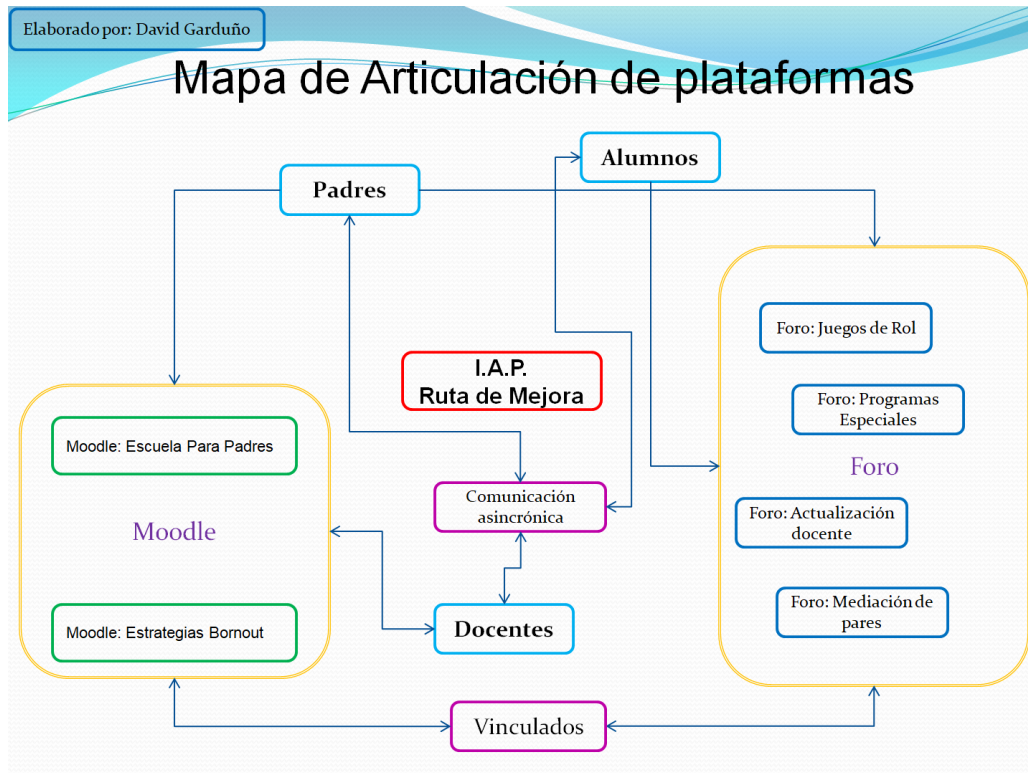 Elaborado por: David Garduño
Mapa de Articulación de plataformas
Alumnos
Padres
Foro: Juegos de Rol
I.A.P.
Ruta de Mejora
Foro: Programas
Especiales
Moodle: Escuela Para Padres
Foro
Comunicación
asincrónica
Foro: Actualización
docente
Moodle
Foro: Mediación de
pares
Moodle: Estrategias Bornout
Docentes
Vinculados